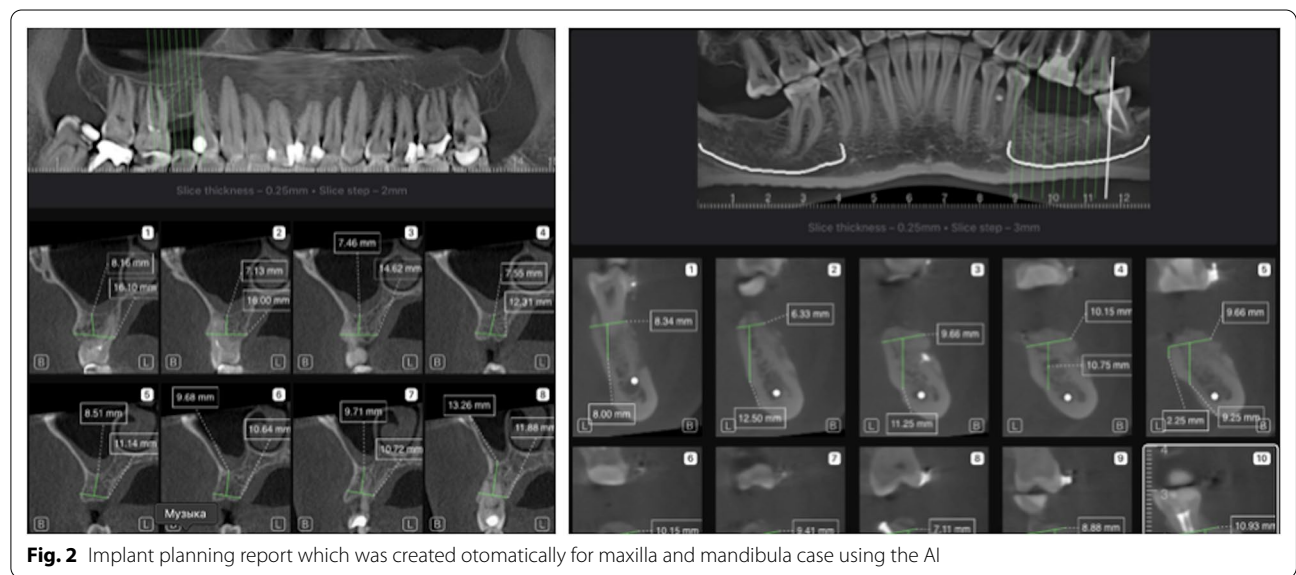 Slice thickness – 0.25mm • Slice step – 2mm
1
8.16 mm
16.10 mm
B
L
2
7.13 mm
16.00 mm
B
L
3
7.46 mm
14.62 mm
B
L
4
7.55 mm
12.31 mm
B
L
5
8.51 mm
11.14 mm
B
L
6
9.68 mm
10.64 mm
B
L
Музыка
7
9.71 mm
10.72 mm
B
L
8
13.26 mm
11.88 mm
B
L
1 2 3 4 5 6 7 8 9 10 11 12
Slice thickness – 0.25mm • Slice step – 3mm
1
8.34 mm
8.00 mm
L
B
2
6.33 mm
12.50 mm
L
B
3
9.66 mm
11.25 mm
L
B
4
10.15 mm
10.75 mm
L
B
5
9.66 mm
2.25 mm
9.25 mm
L
B
6
10.15 mm
7
9.41 mm
8
7.11 mm
9
8.88 mm
10
4
3
10.93 mm
Fig. 2 Implant planning report which was created otomatically for maxilla and mandibula case using the AI